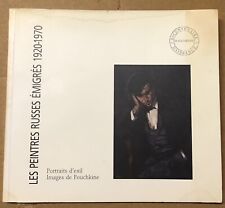 LES PEINTRES RUSSES ÉMIGRÉS 1920-1970
Portraits d'exil
Images de Pouchkine